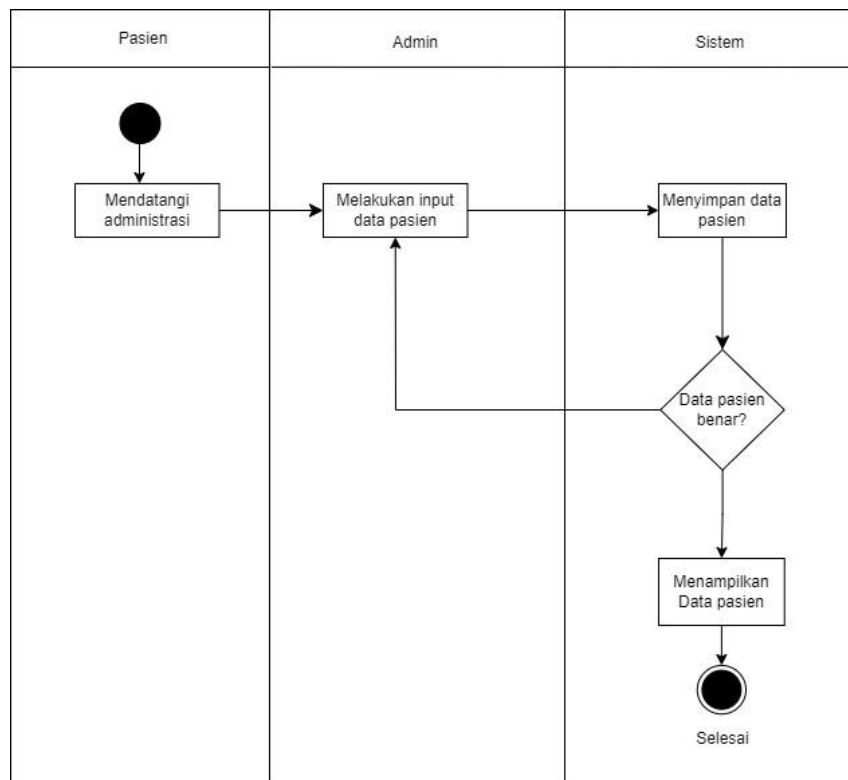 Pasien
Admin
Sistem
Mendatangi
administrasi
Melakukan input
data pasien
Menyimpan data
pasien
Data pasien
benar?
Menampilkan
Data pasien
Selesai